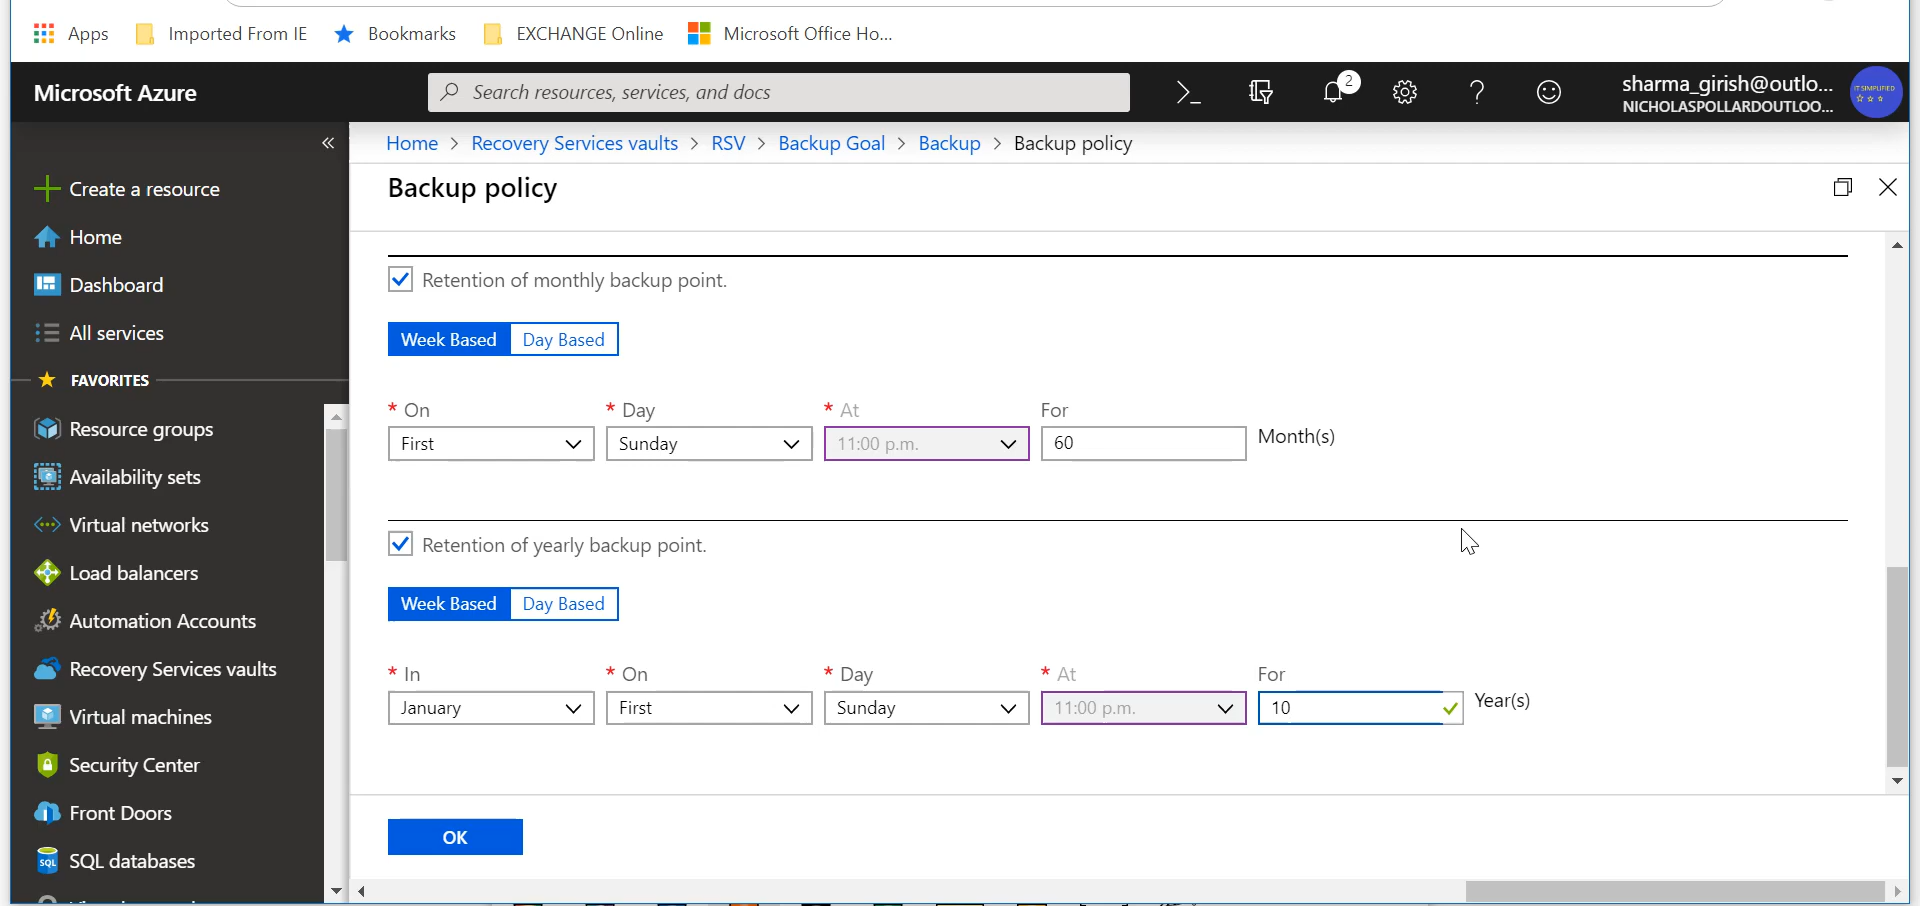 Apps Imported From IE Bookmarks EXCHANGE Online Microsoft Office Ho...
Microsoft Azure
Search resources, services, and docs
2
sharma_girish@outlo...
NICHOLASPOLLARDOUTLOO...
IT SIMPLIFIED
Home > Recovery Services vaults > RSV > Backup Goal > Backup > Backup policy
Backup policy
Create a resource
Home
Dashboard
All services
FAVORITES
Resource groups
Availability sets
Virtual networks
Load balancers
Automation Accounts
Recovery Services vaults
Virtual machines
Security Center
Front Doors
SQL SQL databases
Retention of monthly backup point.
Week Based Day Based
* On * Day * At For
First Sunday 11:00 p.m. 60 Month(s)
Retention of yearly backup point.
Week Based Day Based
* In * On * Day * At For
January First Sunday 11:00 p.m. 10 Year(s)
OK